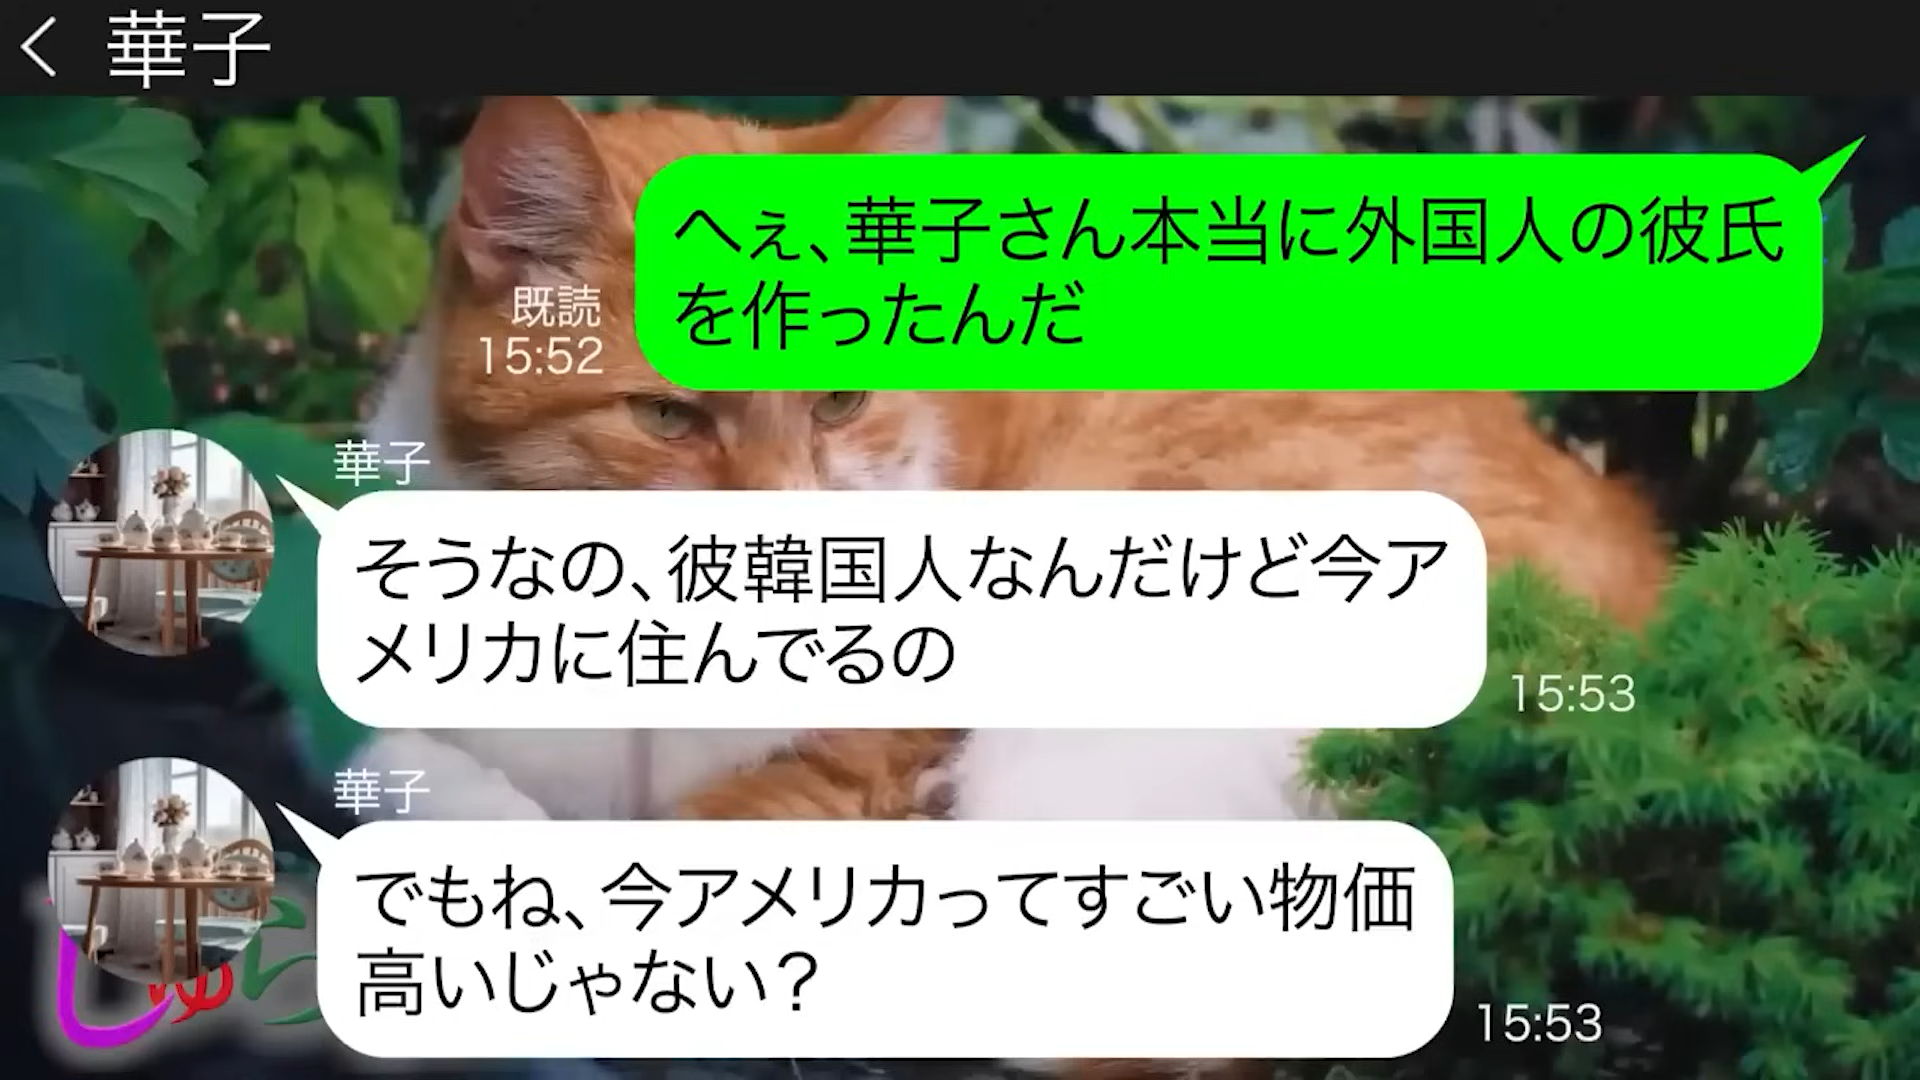 華子
へぇ、華子さん本当に外国人の彼氏
を作ったんだ
既読
15:52
華子
そうなの、彼韓国人なんだけど今ア
メリカに住んでるの
15:53
華子
でもね、今アメリカってすごい物価
高いじゃない?
15:53
しゅら